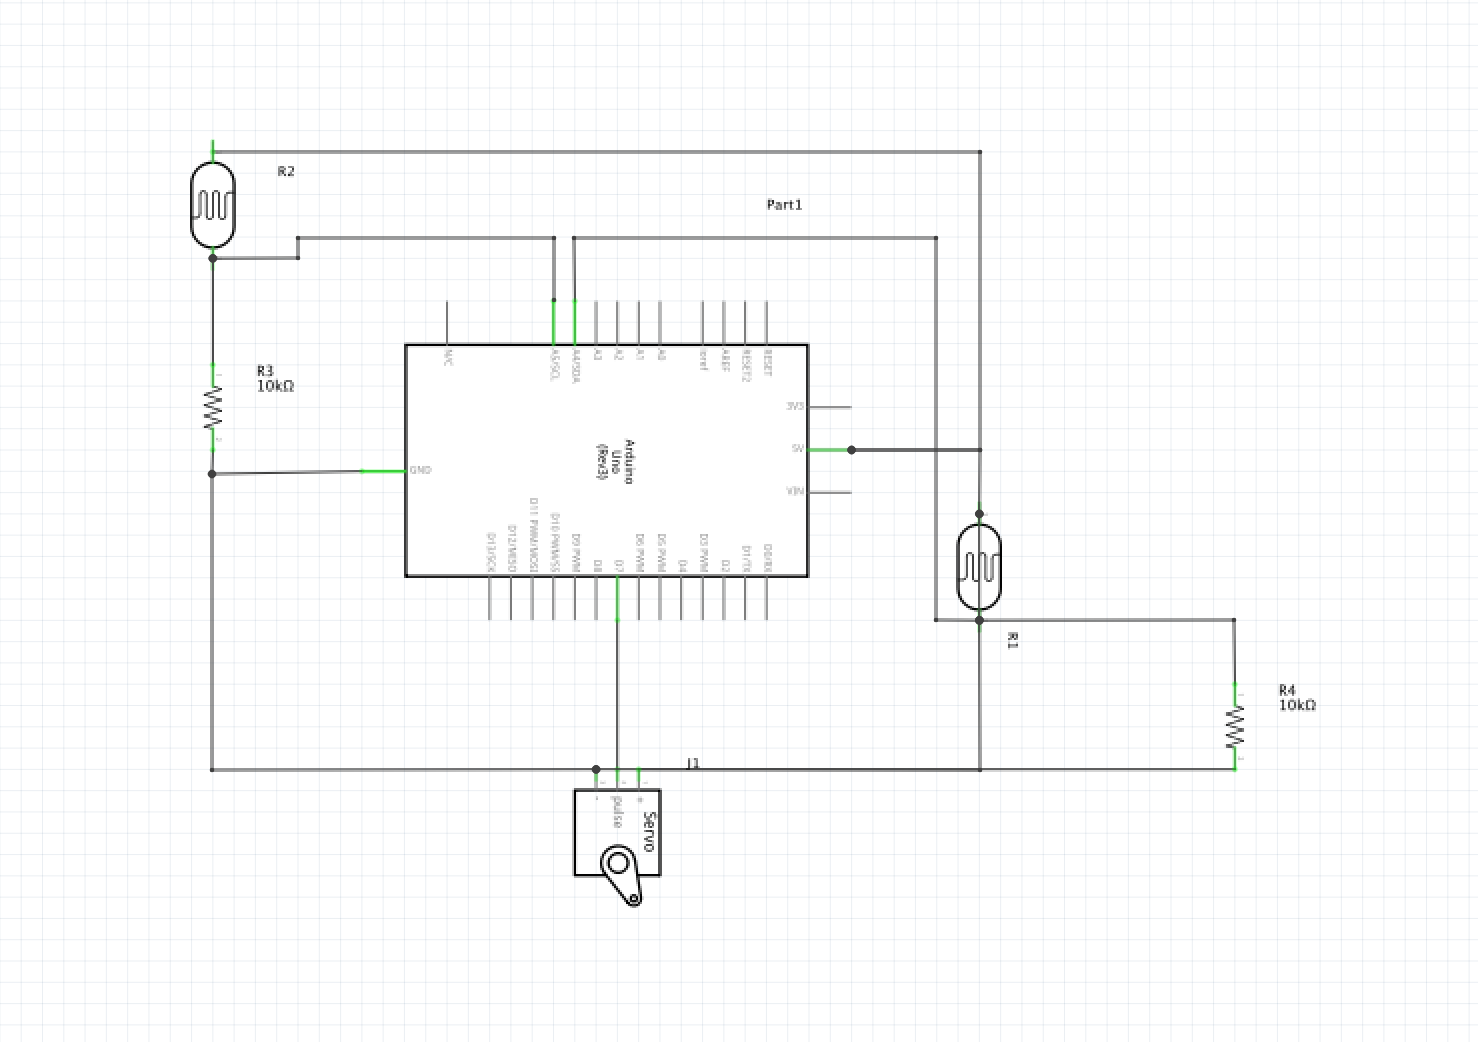 R2
Part1
N/C
A5/SCL
A4/SDA
A3
A2
A1
A0
ioref
AREF
RESET2
RESET
R3
10kΩ
3V3
5V
VIN
GND
Arduino
Uno
(Rev3)
D13/SCK
D12/MISO
D11 PWM/MOSI
D10 PWM/SS
D9 PWM
D8
D7
D6 PWM
D5 PWM
D4
D3 PWM
D2
D1/TX
D0/RX
R1
R4
10kΩ
J1
-
pulse
+
Servo